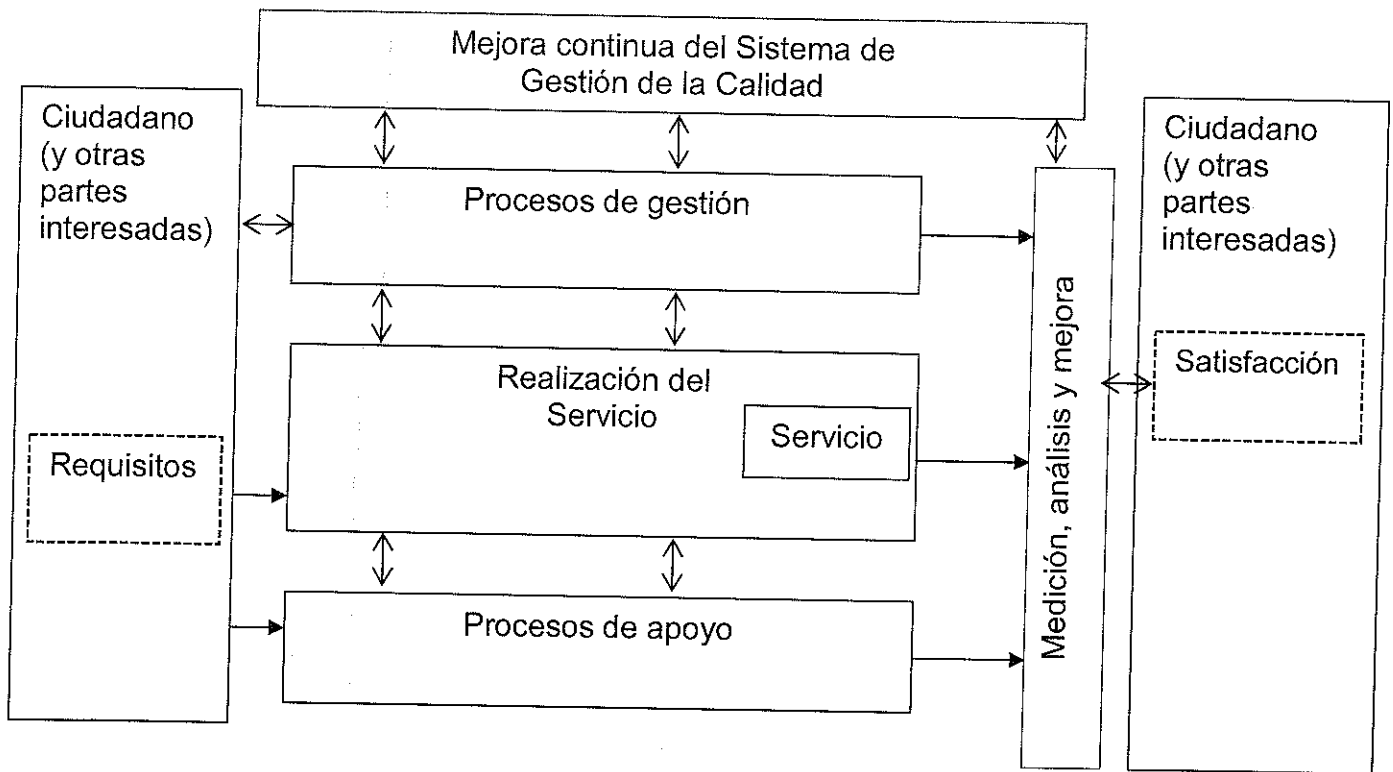 Mejora continua del Sistema de
Gestión de la Calidad
Ciudadano
(y otras
partes
interesadas)
Requisitos
Procesos de gestión
Realización del
Servicio
Servicio
Procesos de apoyo
Medición, análisis y mejora
Ciudadano
(y otras
partes
interesadas)
Satisfacción